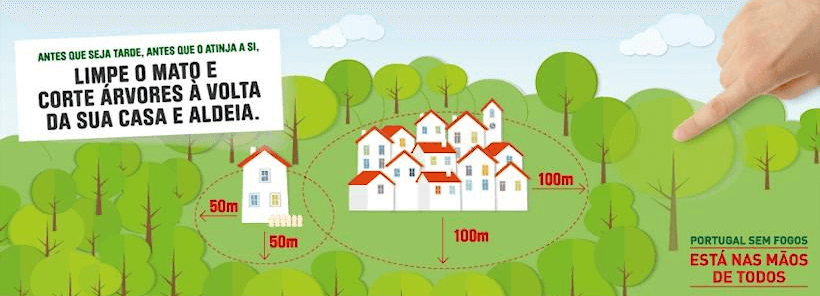 ANTES QUE SEJA TARDE, ANTES QUE O ATINJA A SI,
LIMPE O MATO E
CORTE ÁRVORES À VOLTA
DA SUA CASA E ALDEIA.
50m
50m
100m
100m
PORTUGAL SEM FOGOS
ESTÁ NAS MÃOS
DE TODOS